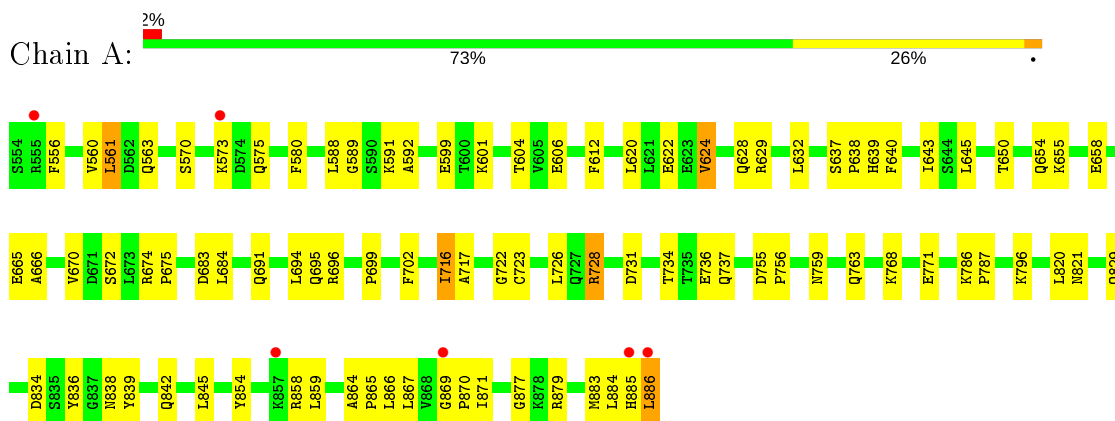 2%
Chain A:
73% 26% •
S554 R555 F556 V560 L561 D562 Q563 S570 K573 D574 Q575 F580 L588 G589 S590 K591 A592 E599 T600 K601 T604 V605 E606 F612 L620 L621 E622 E623 V624 Q628 R629 L632 S637 P638 H639 F640 I643 S644 L645 T650 Q654 K655 E658
E665 A666 V670 D671 S672 L673 R674 P675 D683 L684 Q691 L694 Q695 R696 P699 F702 I716 A717 G722 C723 L726 Q727 R728 D731 T734 T735 E736 Q737 D755 P756 N759 Q763 K768 E771 K786 P787 K796 L820 N821
D834 S835 Y836 G837 N838 Y839 Q842 L845 Y854 K857 R858 L859 A864 P865 L866 L867 V868 G869 P870 I871 G877 K878 R879 M883 L884 H885 L886